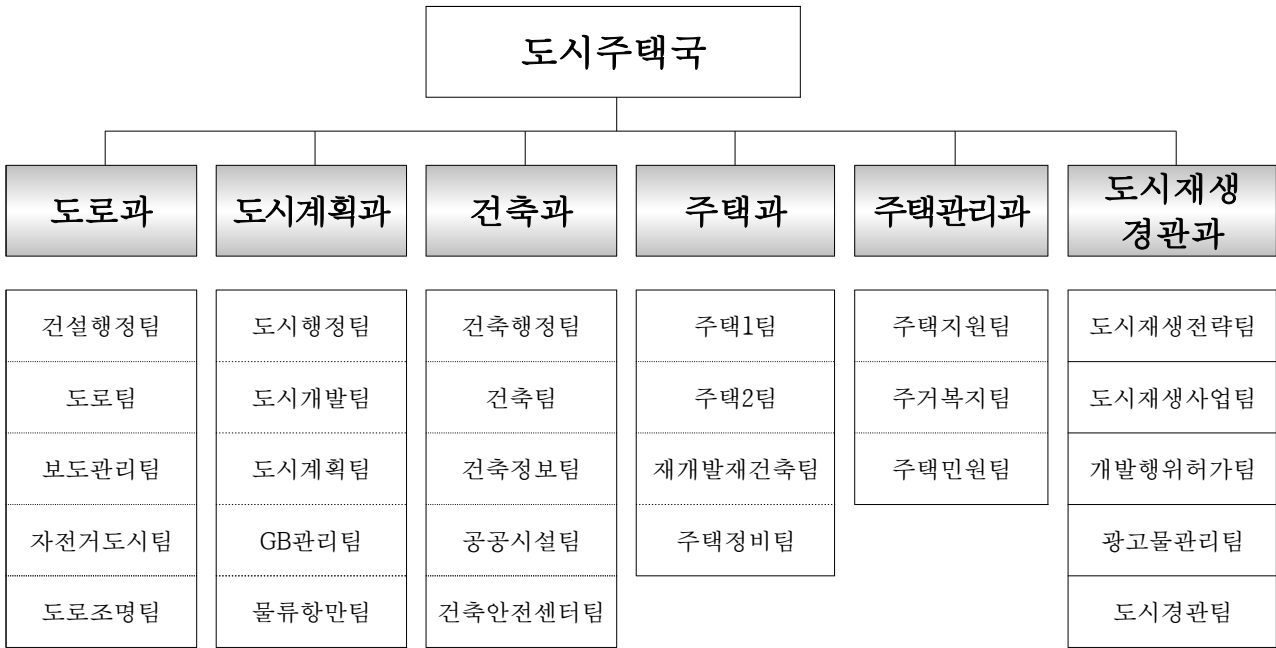 도시주택국
도로과
도시계획과
건축과
주택과
주택관리과
도시재생
경관과
건설행정팀
도시행정팀
건축행정팀
주택1팀
주택지원팀
도시재생전략팀
도로팀
도시개발팀
건축팀
주택2팀
주거복지팀
도시재생사업팀
보도관리팀
도시계획팀
건축정보팀
재개발재건축팀
주택민원팀
개발행위허가팀
자전거도시팀
GB관리팀
공공시설팀
주택정비팀
광고물관리팀
도로조명팀
물류항만팀
건축안전센터팀
도시경관팀